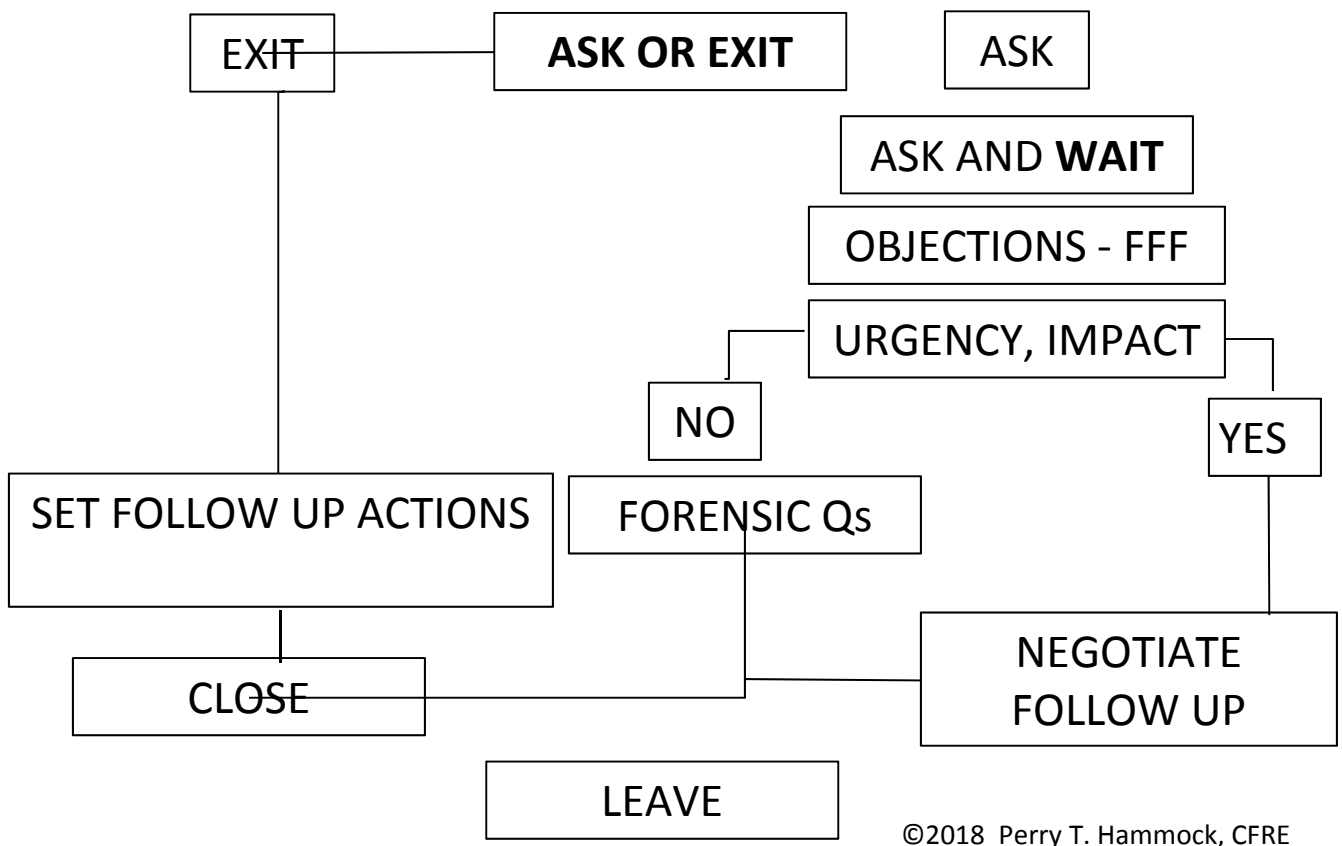 EXIT
ASK OR EXIT
ASK
ASK AND WAIT
OBJECTIONS - FFF
URGENCY, IMPACT
NO
YES
SET FOLLOW UP ACTIONS
FORENSIC Qs
NEGOTIATE
FOLLOW UP
CLOSE
LEAVE
©2018 Perry T. Hammock, CFRE